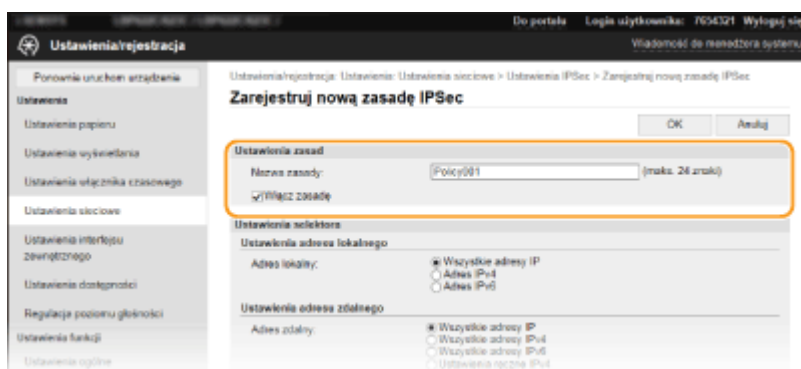 Do portalu Login użytkownika: 7654321 Wyloguj się
Ustawienia/rejestracja
Wiadomość do menedżera systemu
Ponownie uruchom urządzenie
Ustawienia
Ustawienia papieru
Ustawienia wyświetlania
Ustawienia włącznika czasowego
Ustawienia sieciowe
Ustawienia interfejsu
zewnętrznego
Ustawienia dostępności
Regulacja poziomu głośności
Ustawienia funkcji
Ustawienia ogólne
Ustawienia/rejestracja: Ustawienia: Ustawienia sieciowe > Ustawienia IPSec > Zarejestruj nową zasadę IPSec
Zarejestruj nową zasadę IPSec
OK Anuluj
Ustawienia zasad
Nazwa zasady: Policy001 (maks. 24 znaki)
Włącz zasadę
Ustawienia selektora
Ustawienia adresu lokalnego
Adres lokalny: Wszystkie adresy IP
Adres IPv4
Adres IPv6
Ustawienia adresu zdalnego
Adres zdalny: Wszystkie adresy IP
Wszystkie adresy IPv4
Wszystkie adresy IPv6
Ustawienia ręczne IPv4